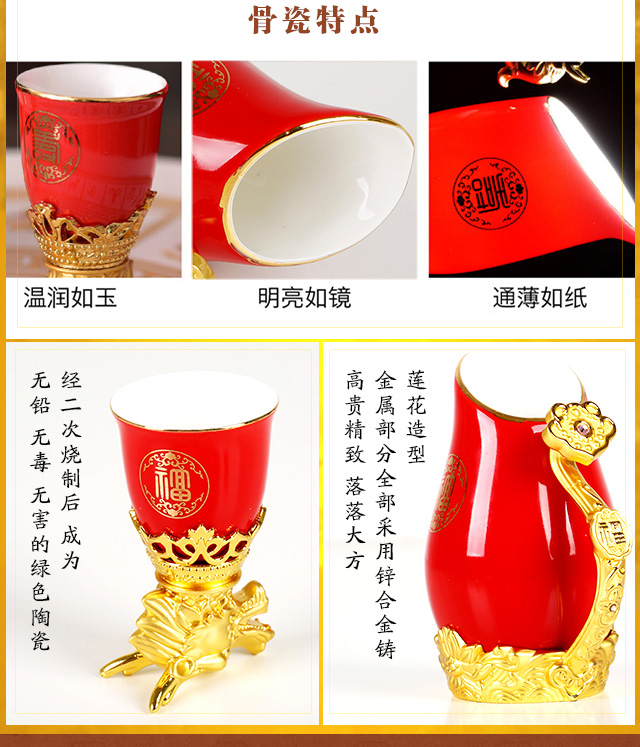 骨瓷特点
温润如玉
明亮如镜
通薄如纸
经二次烧制后 成为
无铅 无毒 无害的绿色陶瓷
福
莲花造型
金属部分全部采用锌合金铸
高贵精致 落落大方